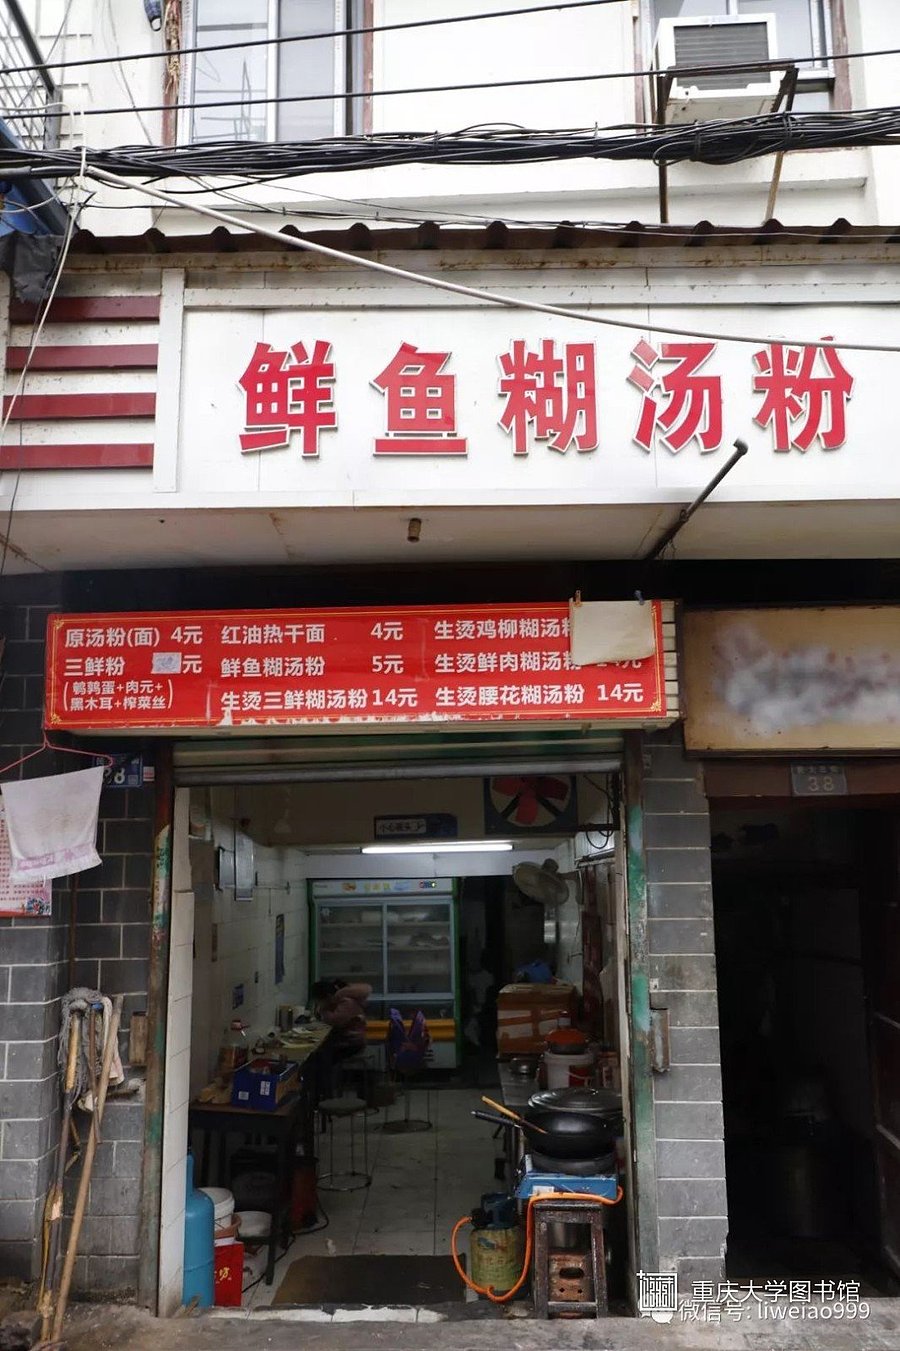 鲜鱼糊汤粉
原汤粉(面) 4元
三鲜粉 元
(鹌鹑蛋+肉元+
黑木耳+榨菜丝)
红油热干面 4元
鲜鱼糊汤粉 5元
生烫三鲜糊汤粉 14元
生烫鸡柳糊汤粉
生烫鲜肉糊汤粉 14元
生烫腰花糊汤粉 14元
38
38
重庆大学图书馆
微信号: liweiao999